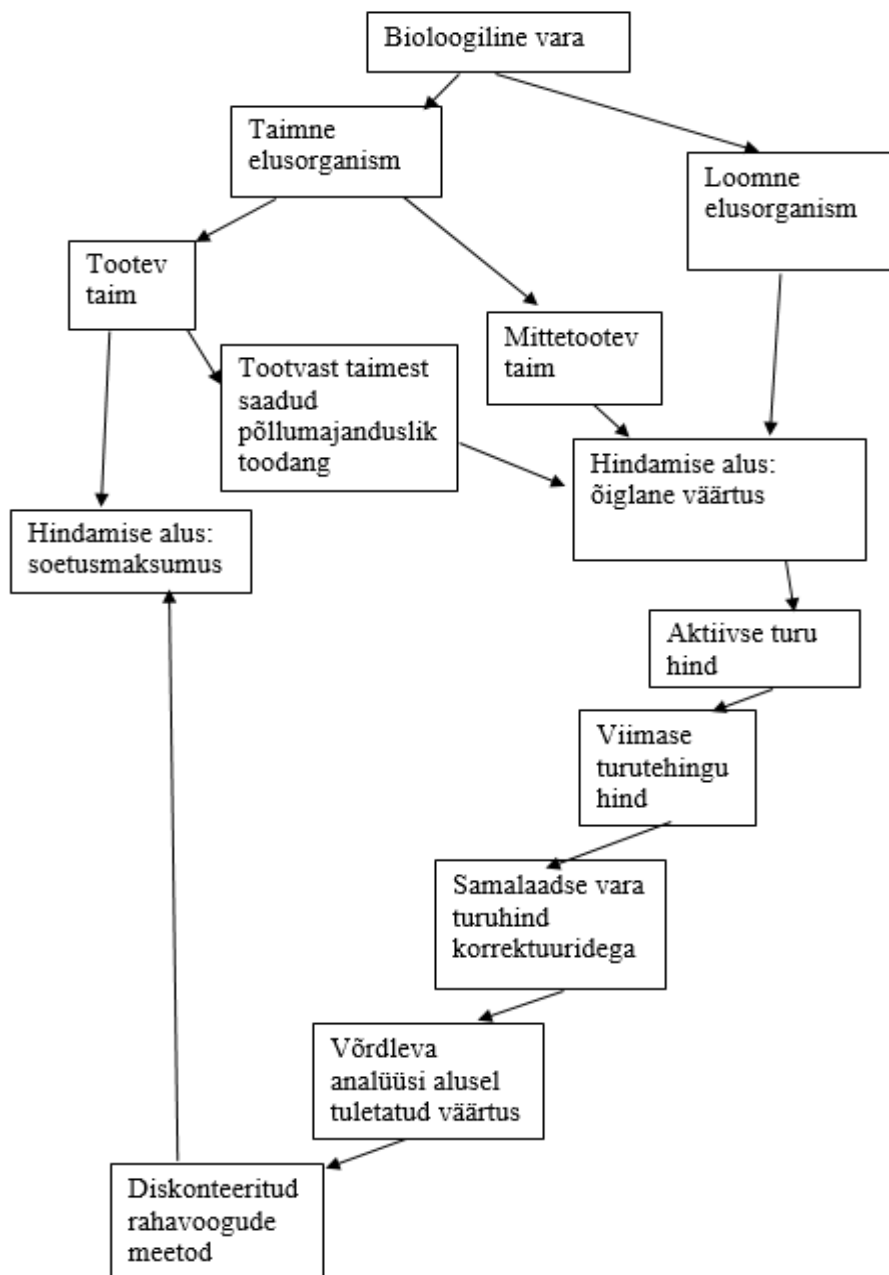 Bioloogiline vara
Taimne
elusorganism
Loomne
elusorganism
Tootev
taim
Mittetootev
taim
Tootvast taimest
saadud
põllumajanduslik
toodang
Hindamise alus:
õiglane väärtus
Hindamise alus:
soetusmaksumus
Aktiivse turu
hind
Viimase
turutehingu
hind
Samalaadse vara
turuhind
korrektuuridega
Võrdleva
analüüsi alusel
tuletatud väärtus
Diskonteeritud
rahavoogude
meetod